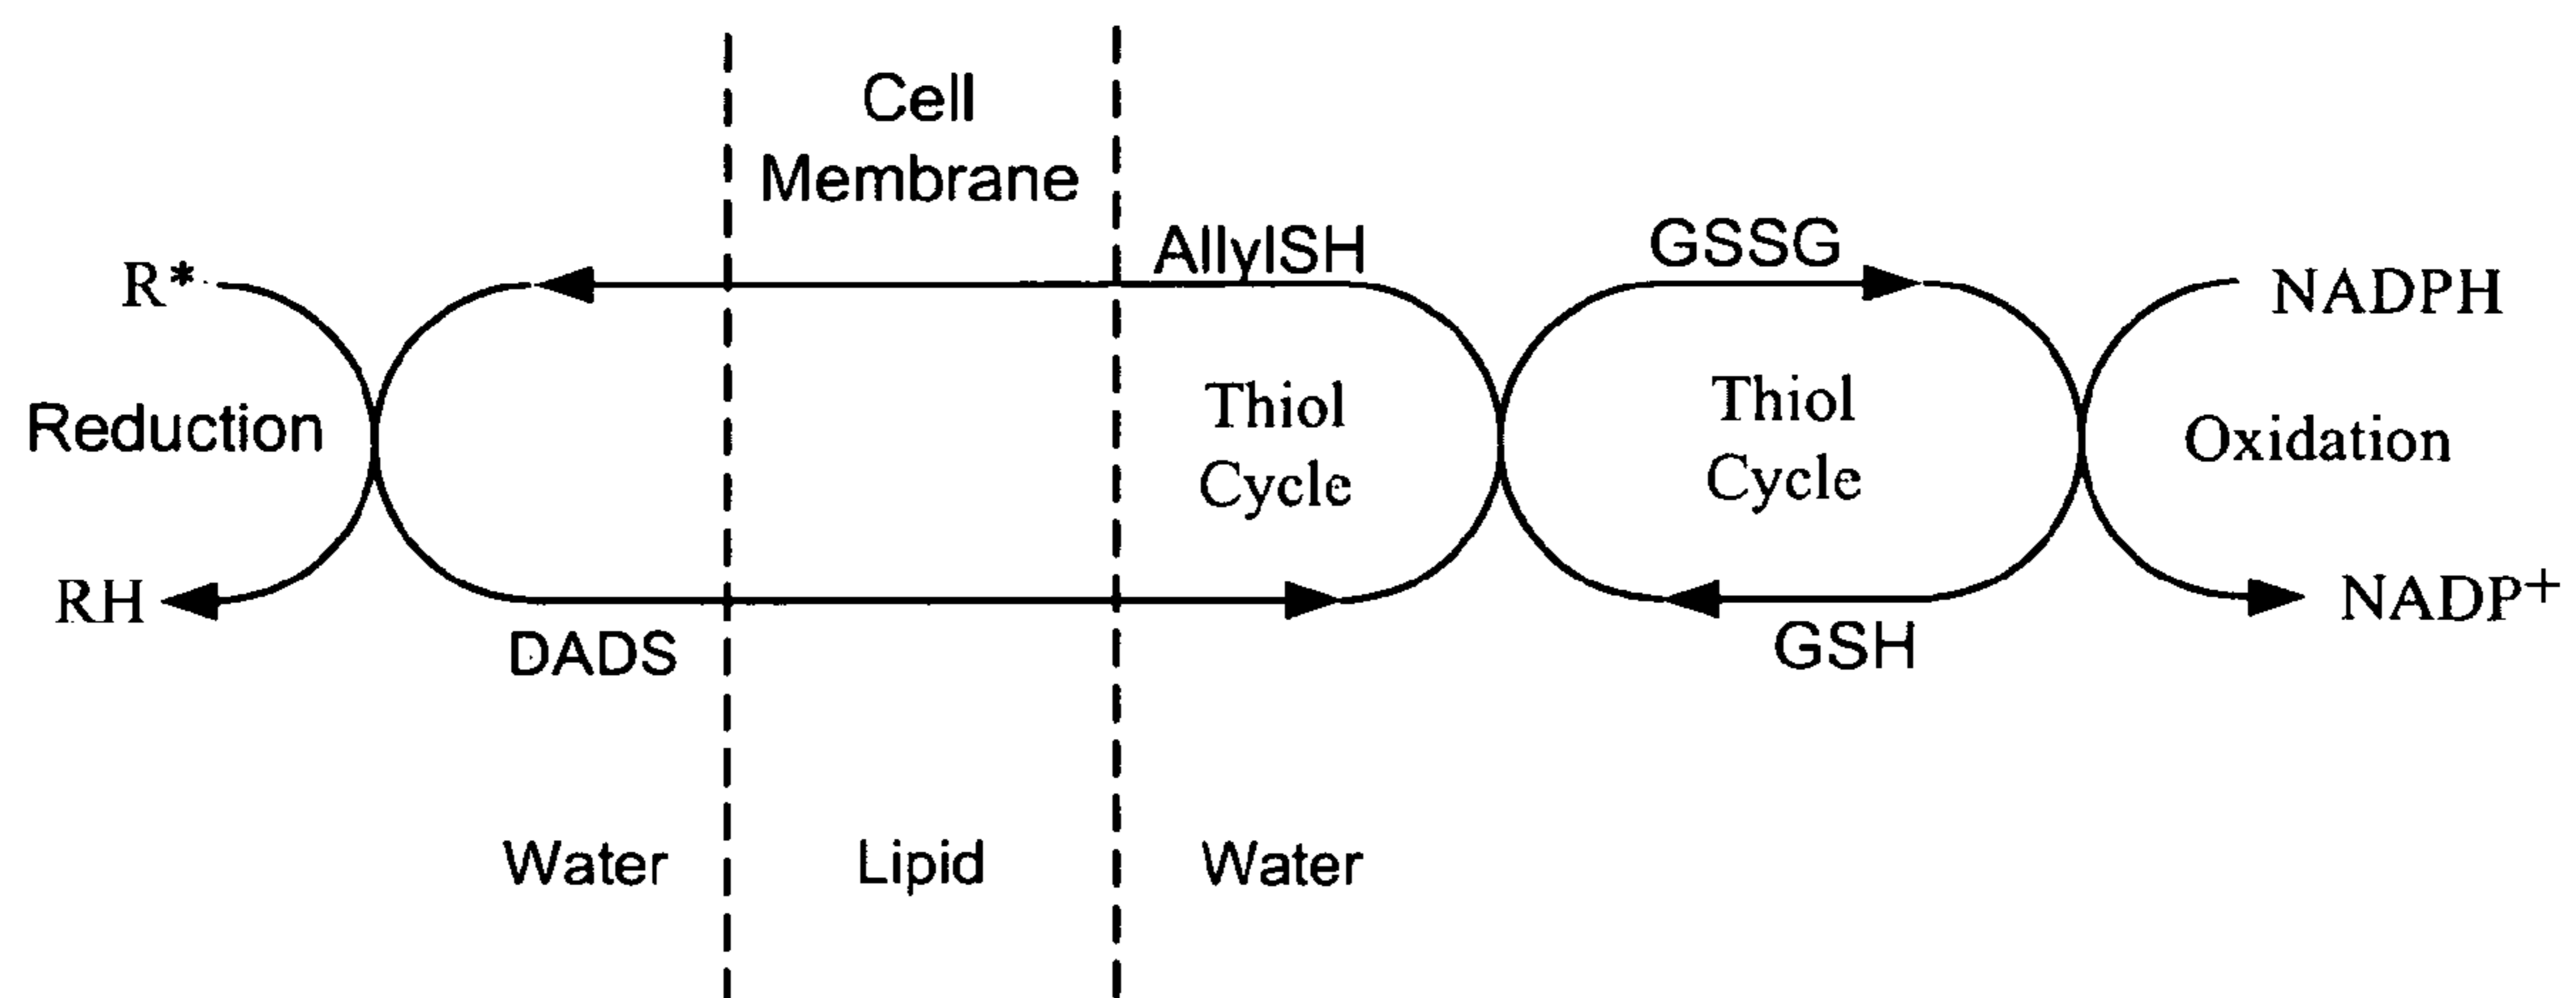 Cell
Membrane
AllylSH
GSSG
R*
NADPH
Reduction
Thiol
Cycle
Thiol
Cycle
Oxidation
RH
DADS
GSH
NADP+
Water
Lipid
Water